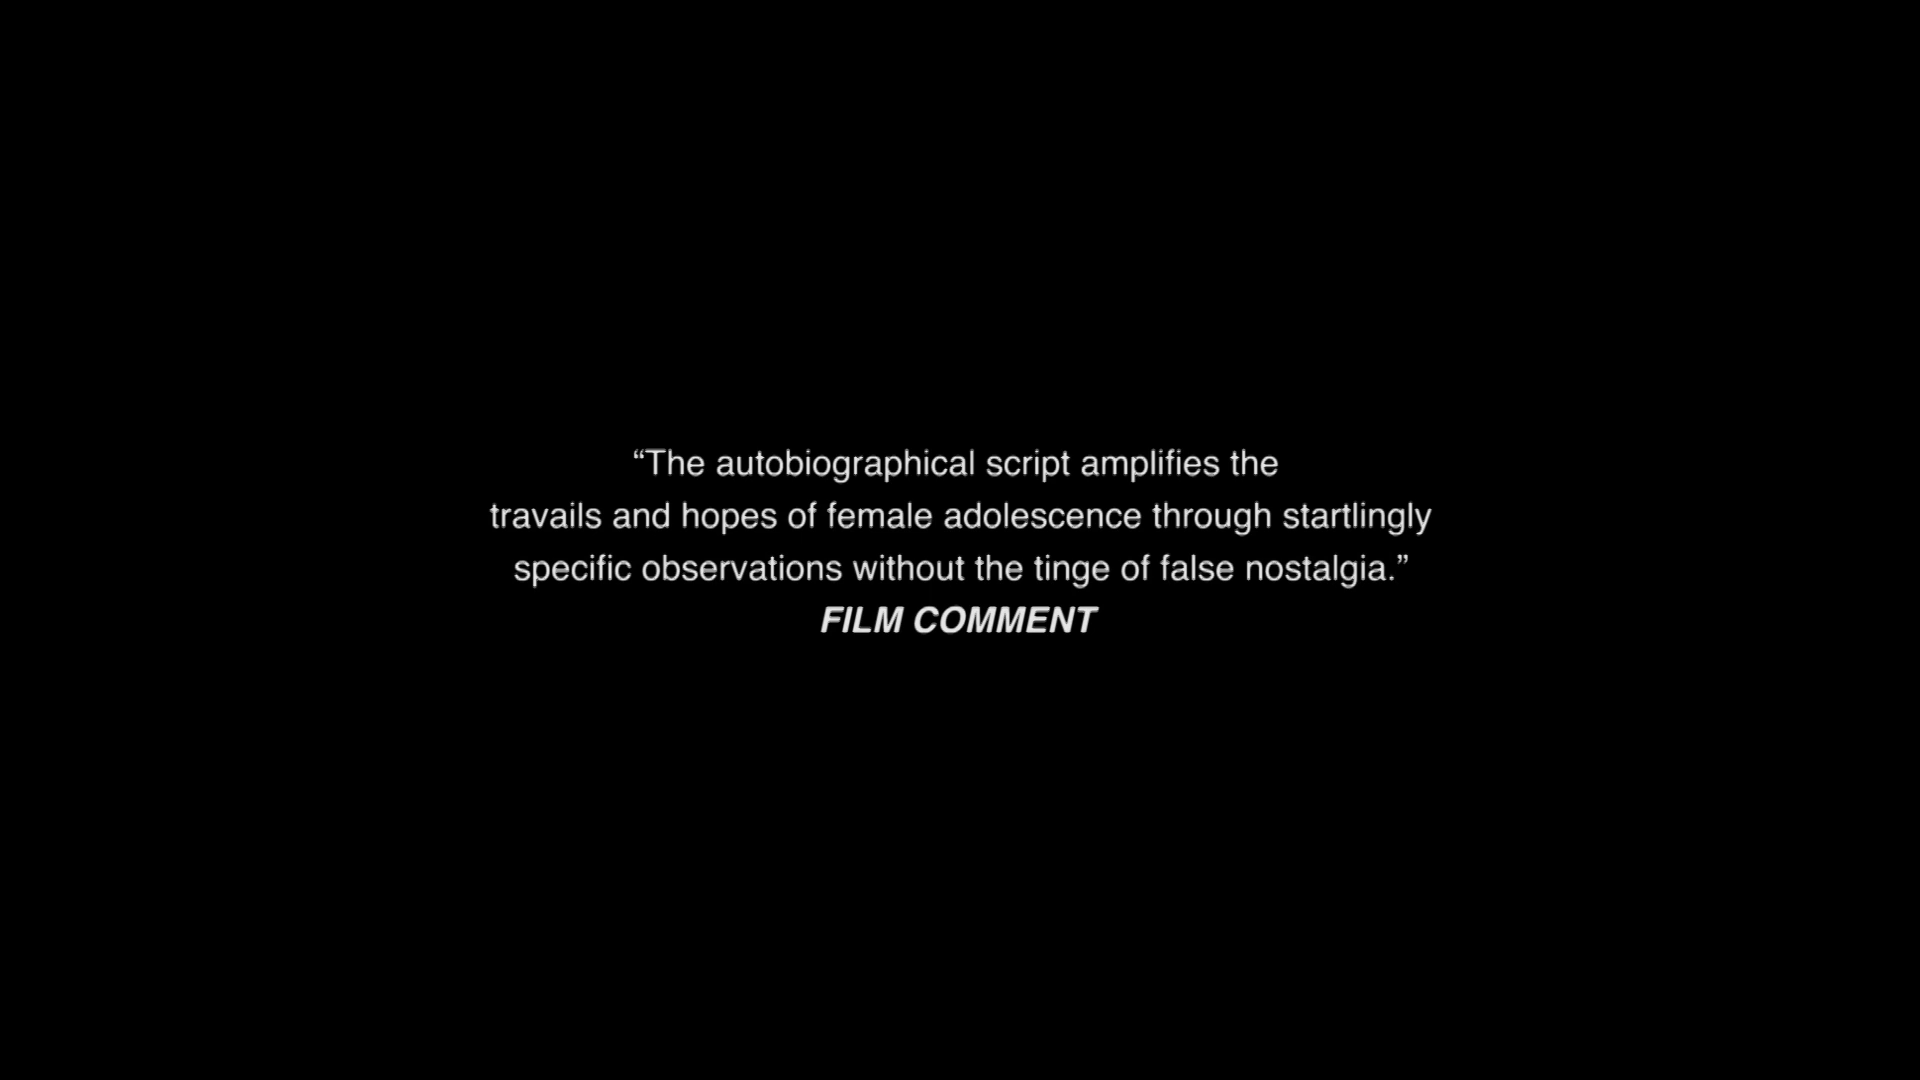 “The autobiographical script amplifies the
travails and hopes of female adolescence through startlingly
specific observations without the tinge of false nostalgia.”
FILM COMMENT